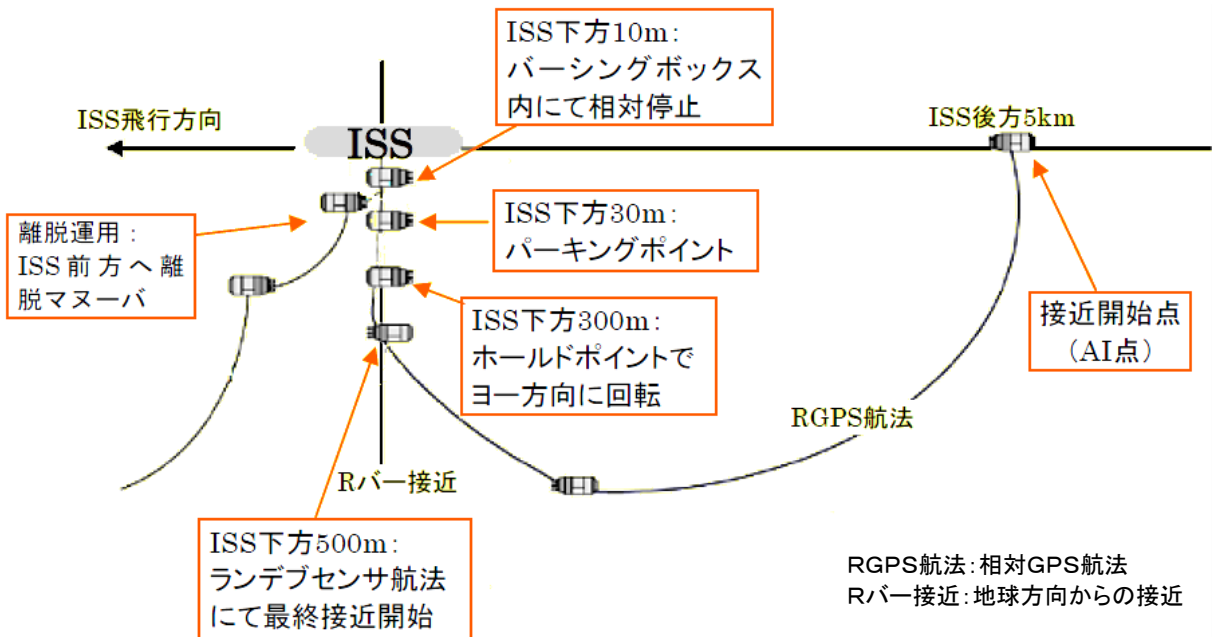 ISS下方10m：
バーシングボックス
内にて相対停止
ISS飛行方向
ISS
ISS後方5km
離脱運用：
ISS前方へ離
脱マヌーバ
ISS下方30m：
パーキングポイント
ISS下方300m：
ホールドポイントで
ヨー方向に回転
接近開始点
（AI点）
RGPS航法
Rバー接近
ISS下方500m：
ランデブセンサ航法
にて最終接近開始
RGPS航法：相対GPS航法
Rバー接近：地球方向からの接近